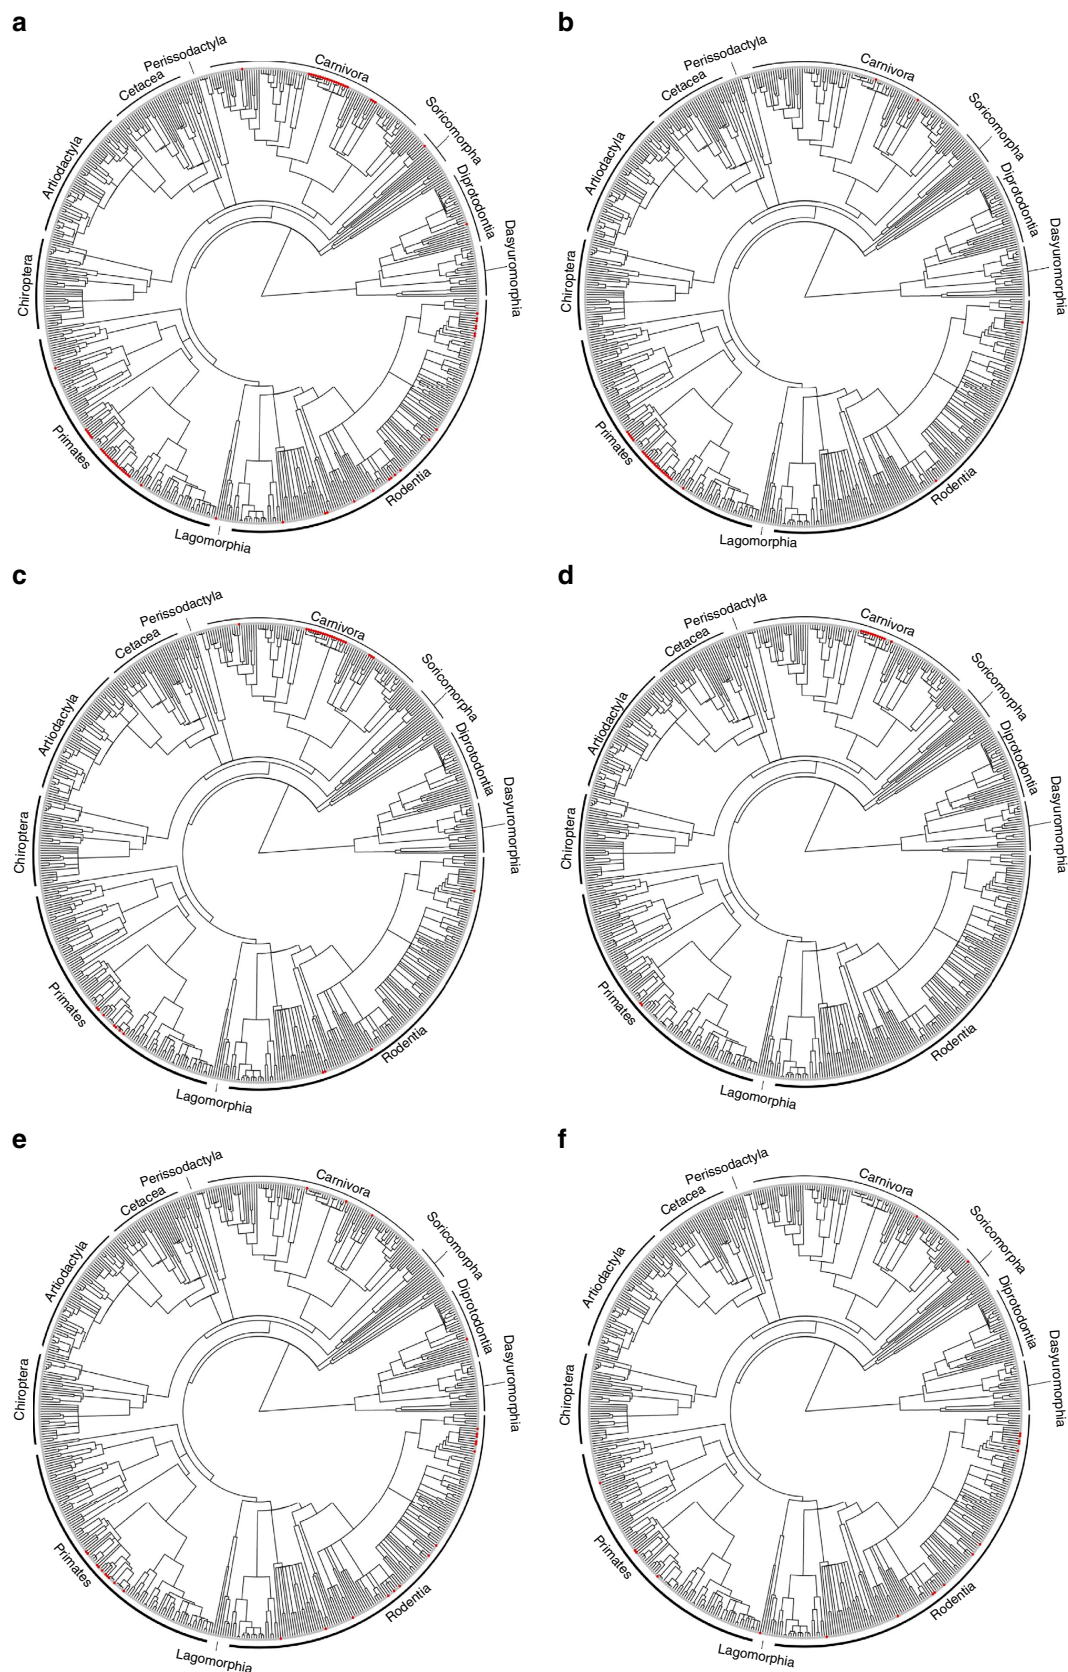 a
Perissodactyla
Carnivora
Cetacea
Soricomorpha
Artiodactyla
Diprotodontia
Dasyuromorphia
Chiroptera
Primates
Rodentia
Lagomorphia
b
Perissodactyla
Carnivora
Cetacea
Soricomorpha
Artiodactyla
Diprotodontia
Dasyuromorphia
Chiroptera
Primates
Rodentia
Lagomorphia
c
Perissodactyla
Carnivora
Cetacea
Soricomorpha
Artiodactyla
Diprotodontia
Dasyuromorphia
Chiroptera
Primates
Rodentia
Lagomorphia
d
Perissodactyla
Carnivora
Cetacea
Soricomorpha
Artiodactyla
Diprotodontia
Dasyuromorphia
Chiroptera
Primates
Rodentia
Lagomorphia
e
Perissodactyla
Carnivora
Cetacea
Soricomorpha
Artiodactyla
Diprotodontia
Dasyuromorphia
Chiroptera
Primates
Rodentia
Lagomorphia
f
Perissodactyla
Carnivora
Cetacea
Soricomorpha
Artiodactyla
Diprotodontia
Dasyuromorphia
Chiroptera
Primates
Rodentia
Lagomorphia